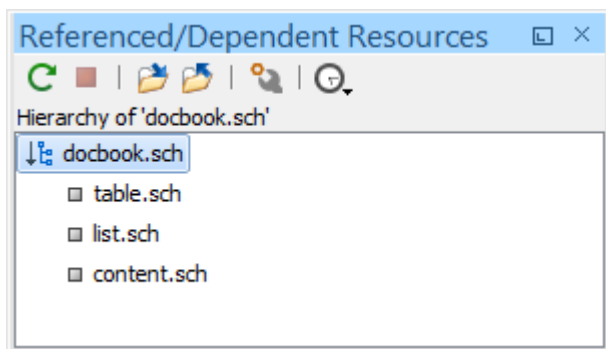 Referenced/Dependent Resources
Hierarchy of 'docbook.sch'
docbook.sch
table.sch
list.sch
content.sch